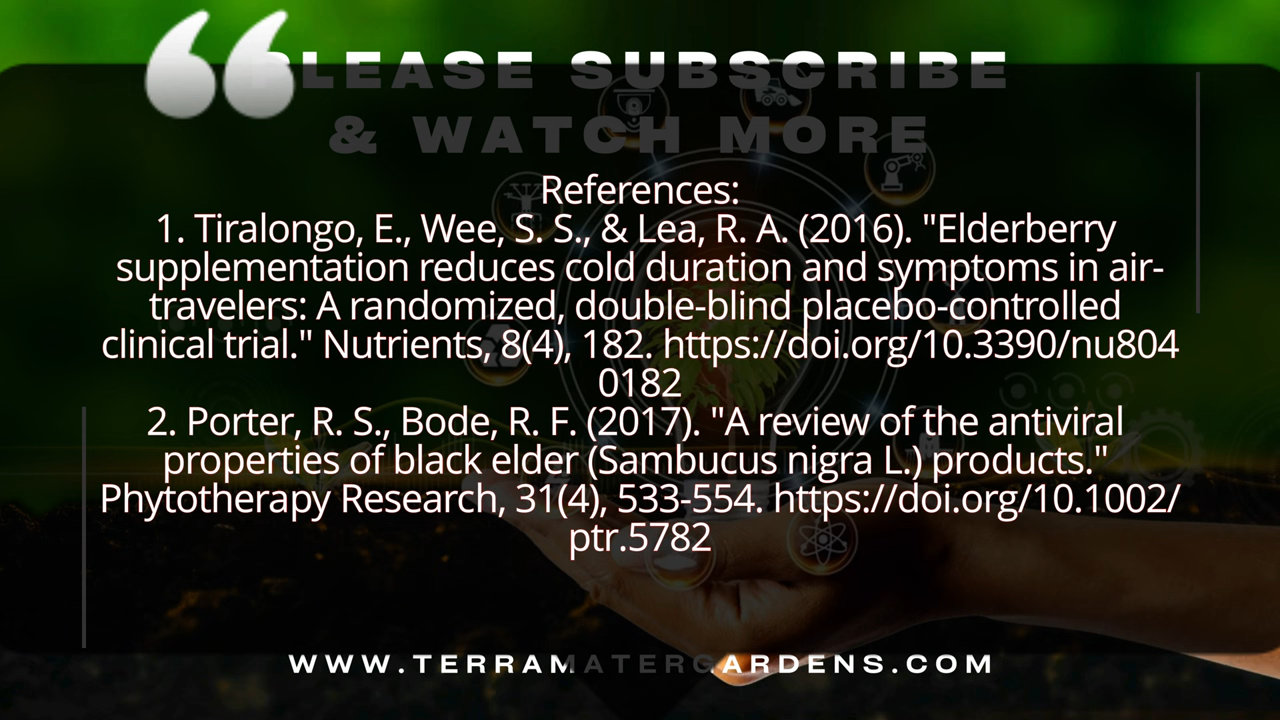 PLEASE SUBSCRIBE
& WATCH MORE
References:
1. Tiralongo, E., Wee, S. S., & Lea, R. A. (2016). "Elderberry
supplementation reduces cold duration and symptoms in air-
travelers: A randomized, double-blind placebo-controlled
clinical trial." Nutrients, 8(4), 182. https://doi.org/10.3390/nu804
0182
2. Porter, R. S., Bode, R. F. (2017). "A review of the antiviral
properties of black elder (Sambucus nigra L.) products."
Phytotherapy Research, 31(4), 533-554. https://doi.org/10.1002/
ptr.5782
WWW.TERRAMATERGARDENS.COM